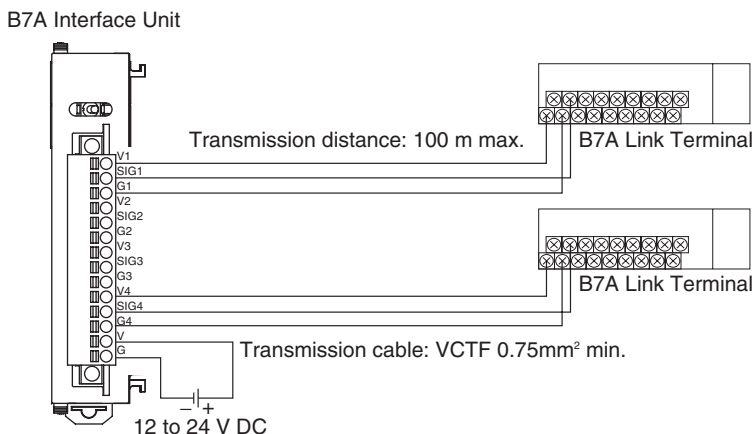 B7A Interface Unit
Transmission distance: 100 m max.
B7A Link Terminal
V1
SIG1
G1
V2
SIG2
G2
V3
SIG3
G3
V4
SIG4
G4
V
G
B7A Link Terminal
Transmission cable: VCTF 0.75mm² min.
− +
12 to 24 V DC